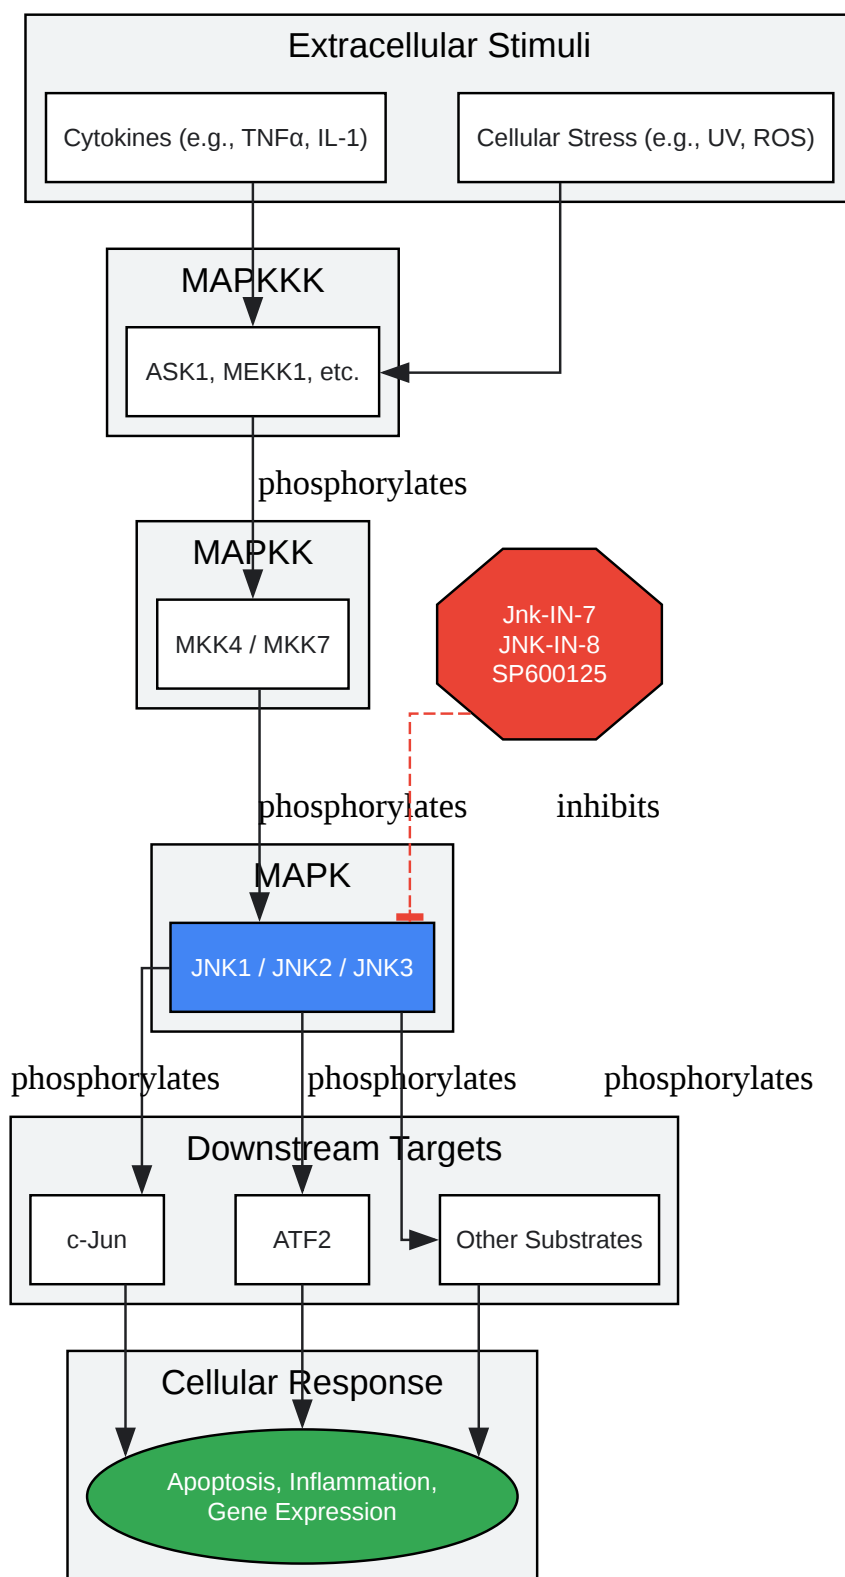 Extracellular Stimuli
Cytokines (e.g., TNFα, IL-1)
Cellular Stress (e.g., UV, ROS)
MAPKKK
ASK1, MEKK1, etc.
phosphorylates
MAPKK
MKK4 / MKK7
Jnk-IN-7
JNK-IN-8
SP600125
phosphorylates
inhibits
MAPK
JNK1 / JNK2 / JNK3
phosphorylates
phosphorylates
phosphorylates
Downstream Targets
c-Jun
ATF2
Other Substrates
Cellular Response
Apoptosis, Inflammation,
Gene Expression